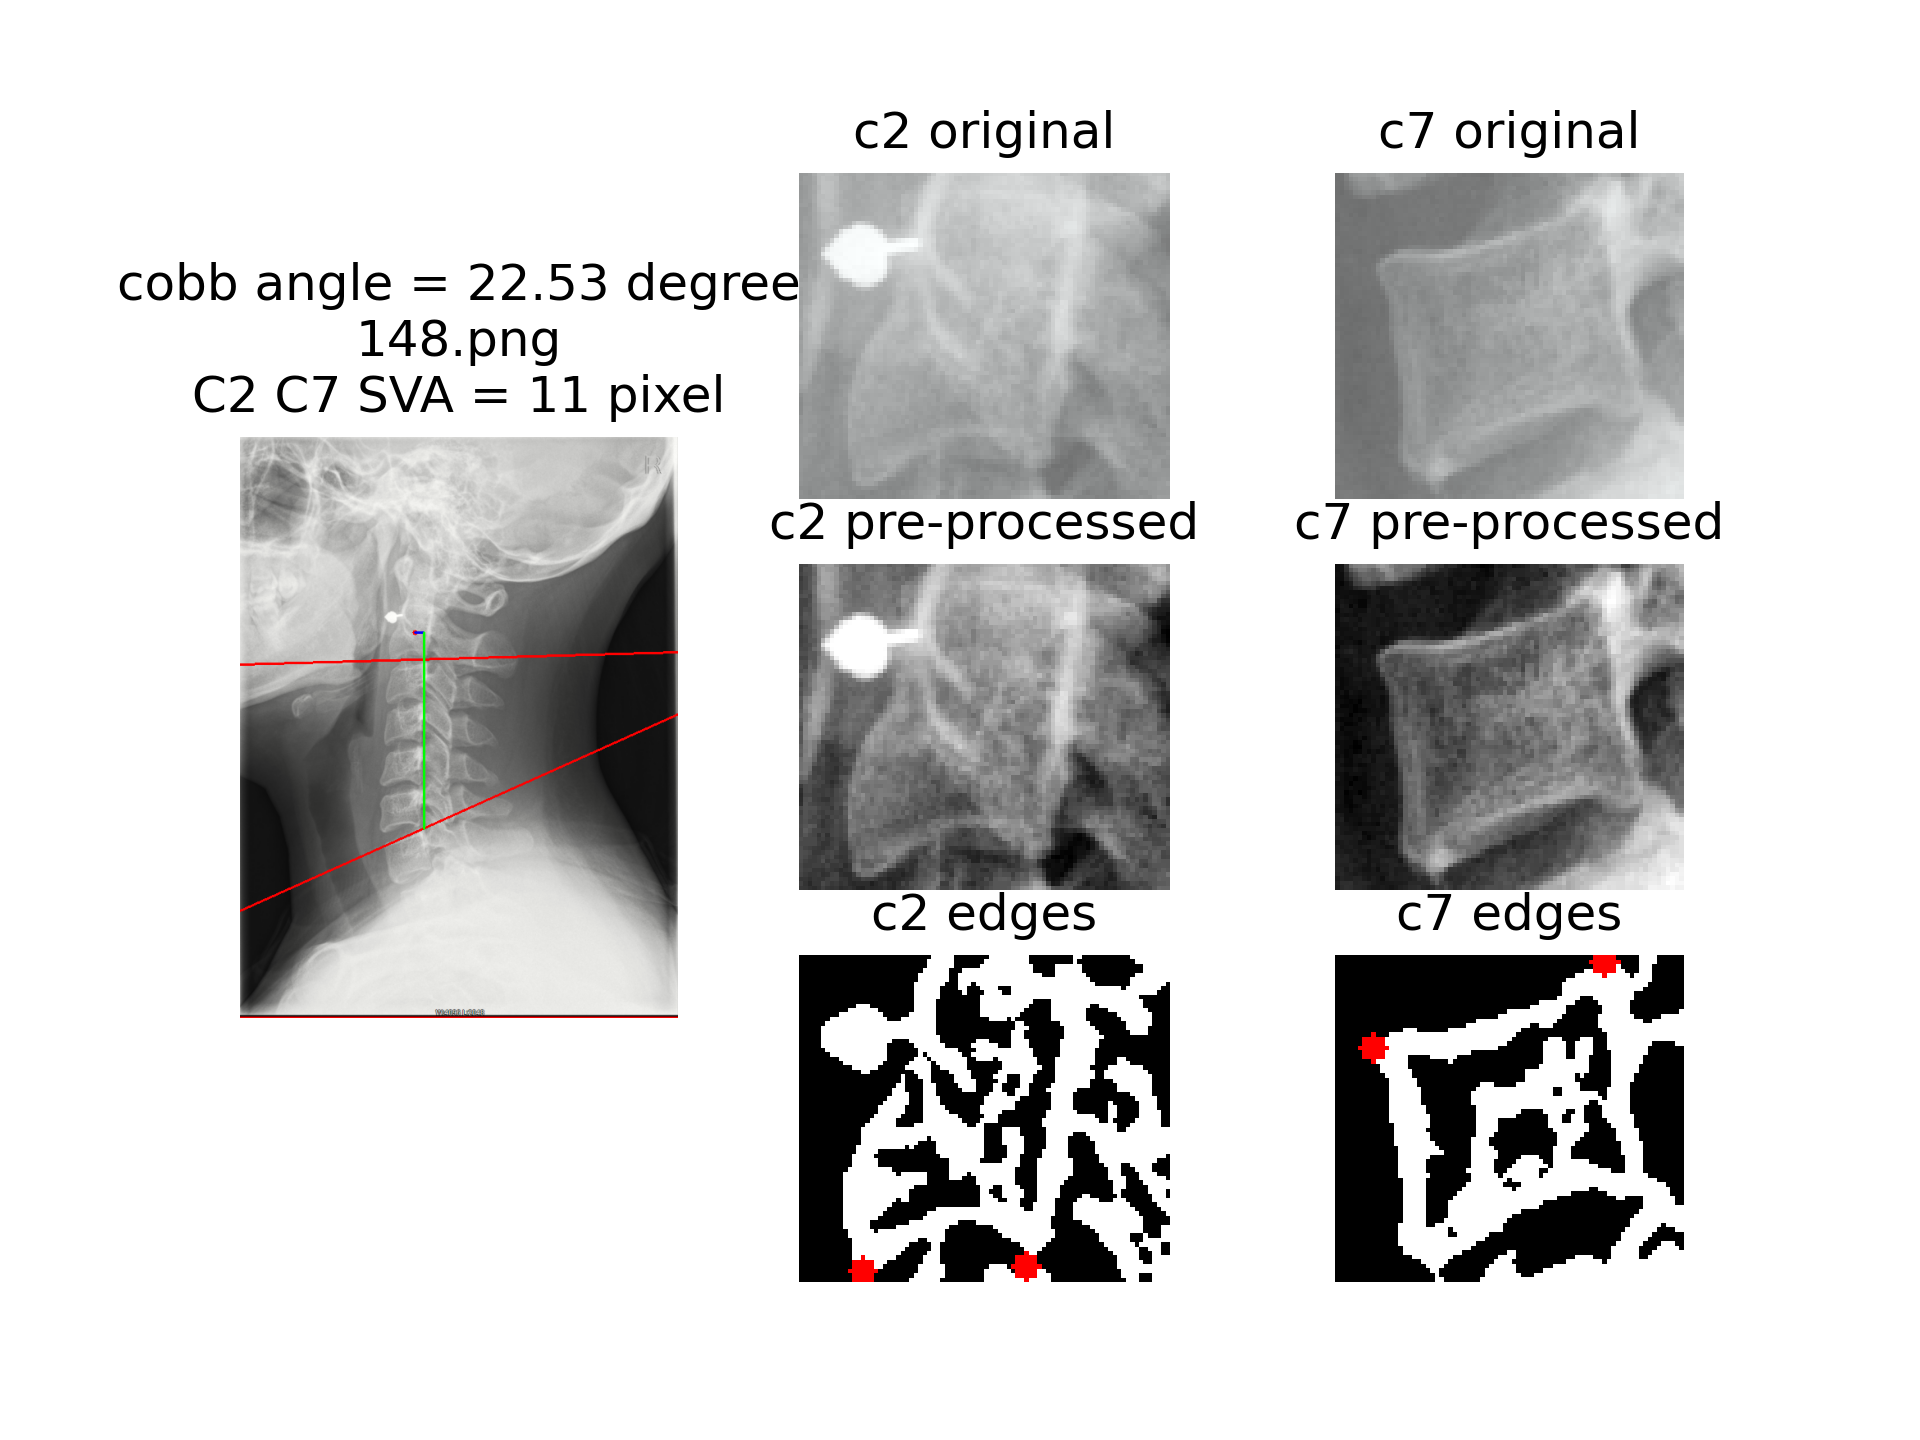 cobb angle = 22.53 degree
148.png
C2 C7 SVA = 11 pixel
c2 original
c7 original
c2 pre-processed
c7 pre-processed
c2 edges
c7 edges